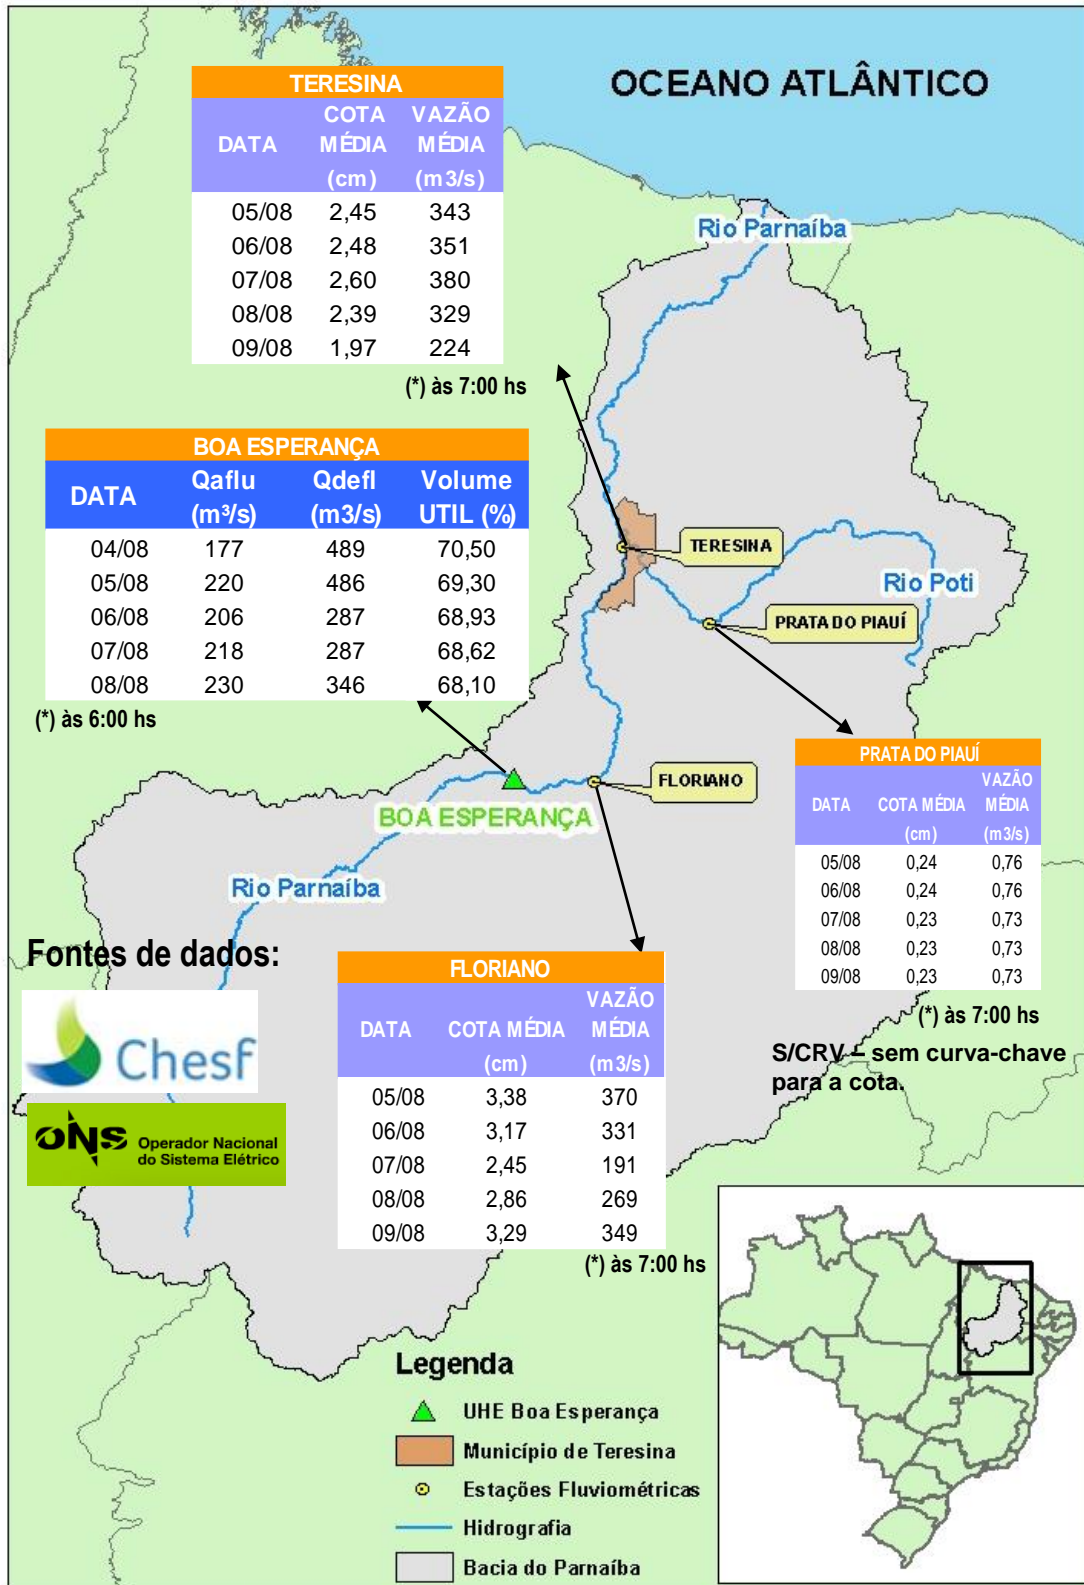 OCEANO ATLÂNTICO
TERESINA
DATA COTA MÉDIA (cm) VAZÃO MÉDIA (m3/s)
05/08 2,45 343
06/08 2,48 351
07/08 2,60 380
08/08 2,39 329
09/08 1,97 224
(*) às 7:00 hs
Rio Parnaíba
BOA ESPERANÇA
DATA Qaflu (m³/s) Qdefl (m3/s) Volume UTIL (%)
04/08 177 489 70,50
05/08 220 486 69,30
06/08 206 287 68,93
07/08 218 287 68,62
08/08 230 346 68,10
(*) às 6:00 hs
TERESINA
Rio Poti
PRATA DO PIAUÍ
FLORIANO
BOA ESPERANÇA
Rio Parnaíba
PRATA DO PIAUÍ
DATA COTA MÉDIA (cm) VAZÃO MÉDIA (m3/s)
05/08 0,24 0,76
06/08 0,24 0,76
07/08 0,23 0,73
08/08 0,23 0,73
09/08 0,23 0,73
(*) às 7:00 hs
S/CRV – sem curva-chave
para a cota.
Fontes de dados:
Chesf
ONS Operador Nacional
do Sistema Elétrico
FLORIANO
DATA COTA MÉDIA (cm) VAZÃO MÉDIA (m3/s)
05/08 3,38 370
06/08 3,17 331
07/08 2,45 191
08/08 2,86 269
09/08 3,29 349
(*) às 7:00 hs
Legenda
UHE Boa Esperança
Município de Teresina
Estações Fluviométricas
Hidrografia
Bacia do Parnaíba